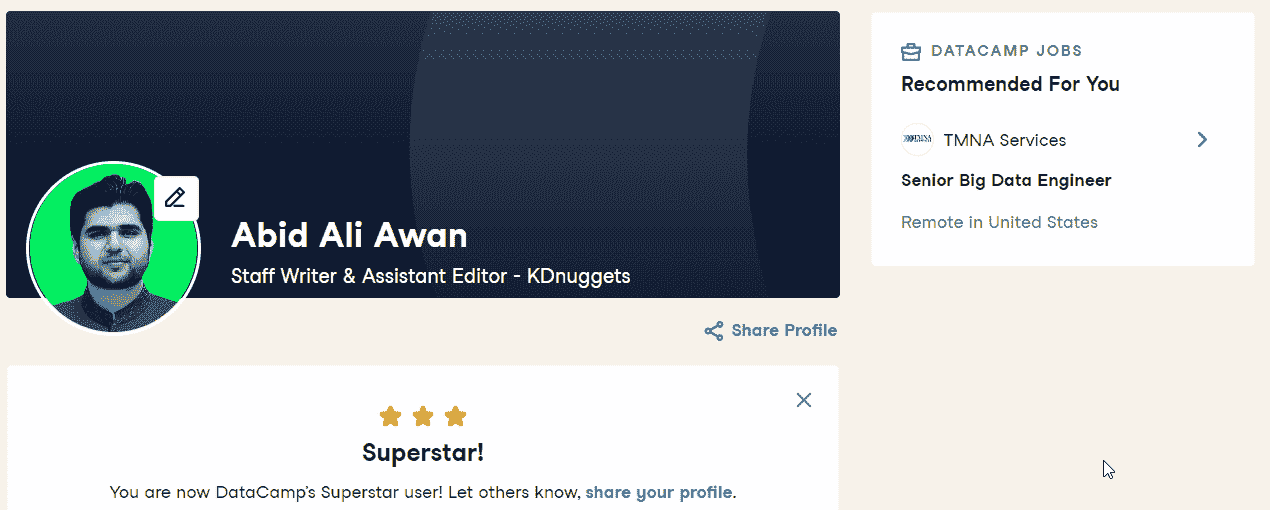 Abid Ali Awan
Staff Writer & Assistant Editor - KDnuggets
Share Profile
Superstar!
You are now DataCamp's Superstar user! Let others know, share your profile.
DATACAMP JOBS
Recommended For You
TMNA Services
Senior Big Data Engineer
Remote in United States